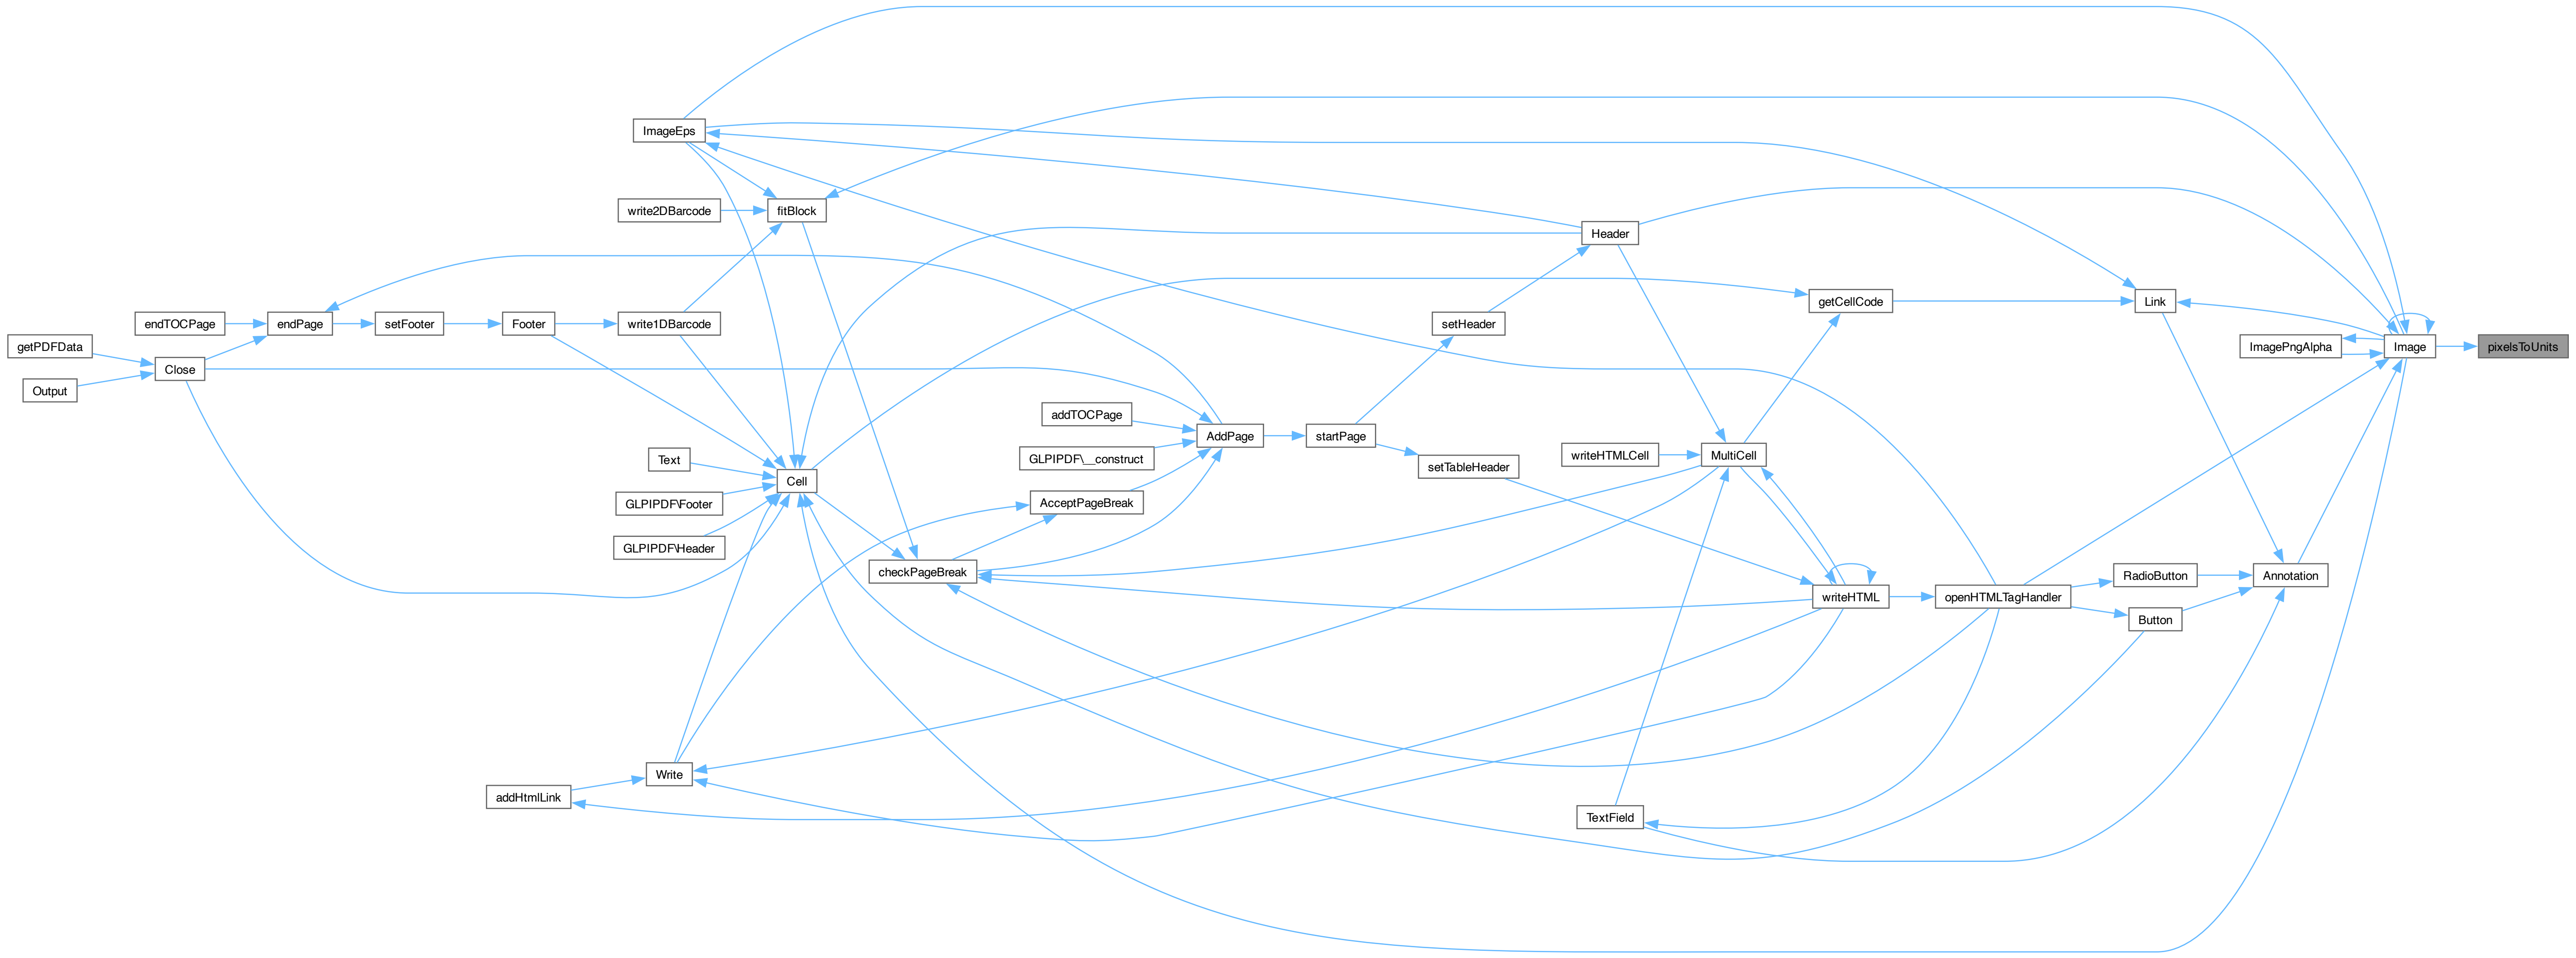 ImageEps
write2DBarcode
fitBlock
Header
getCellCode
Link
endTOCPage
endPage
setFooter
Footer
write1DBarcode
setHeader
getPDFData
ImagePngAlpha
Image
pixelsToUnits
Close
Output
addTOCPage
AddPage
startPage
GLPIPDF\__construct
writeHTMLCell
MultiCell
Text
setTableHeader
Cell
GLPIPDF\Footer
AcceptPageBreak
GLPIPDF\Header
checkPageBreak
RadioButton
Annotation
writeHTML
openHTMLTagHandler
Button
Write
addHtmlLink
TextField